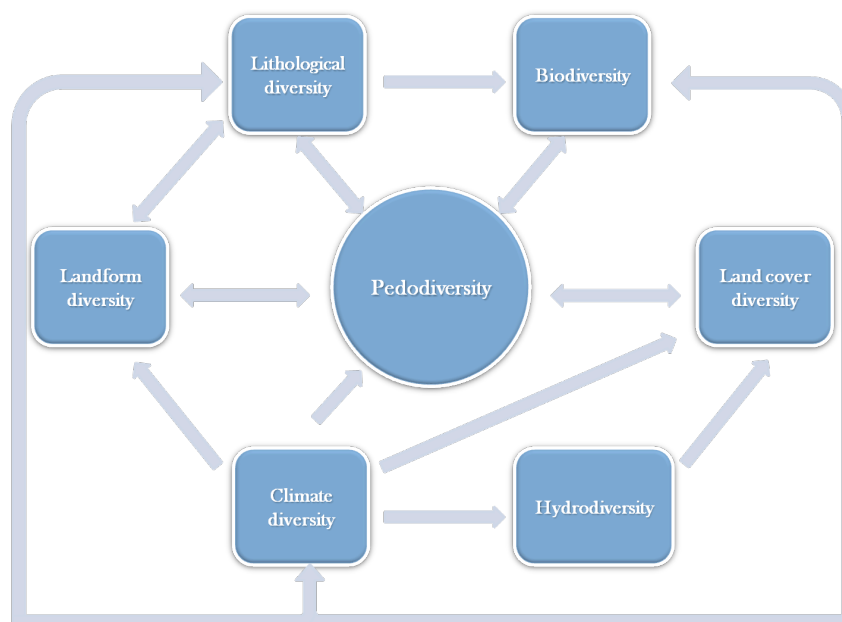 Lithological
diversity
Biodiversity
Landform
diversity
Pedodiversity
Land cover
diversity
Climate
diversity
Hydrodiversity